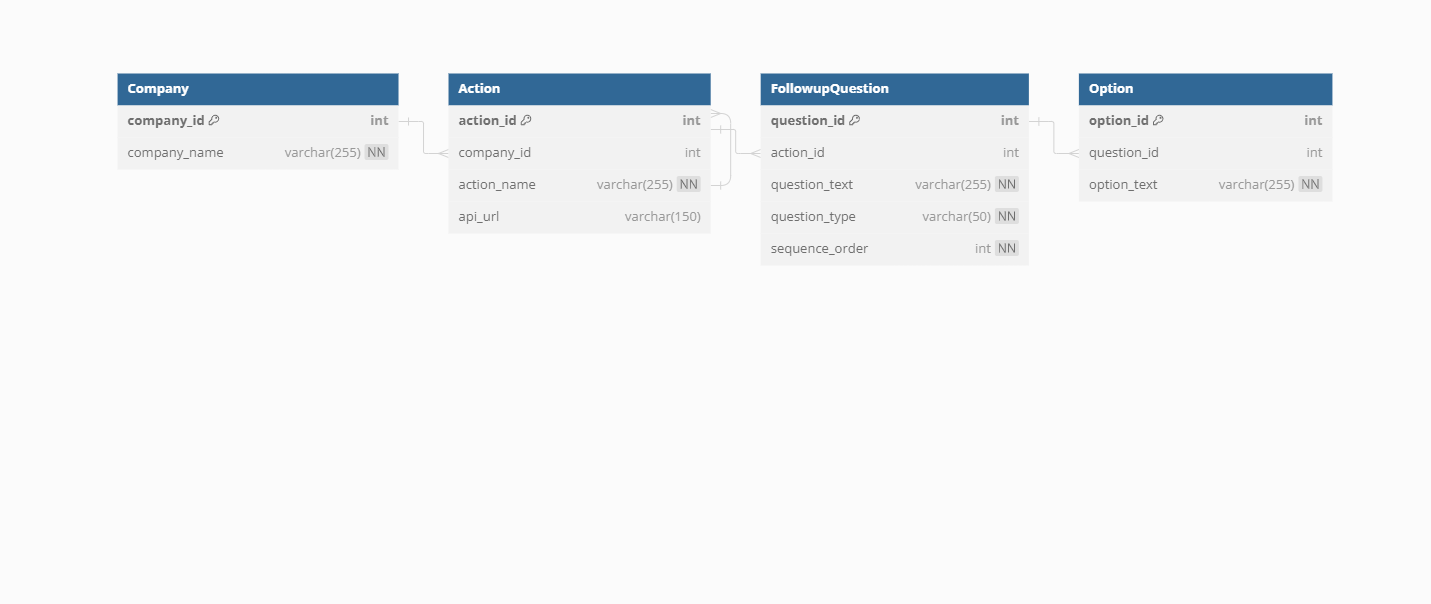 Company
company_id int
company_name varchar(255) NN
Action
action_id int
company_id int
action_name varchar(255) NN
api_url varchar(150)
FollowupQuestion
question_id int
action_id int
question_text varchar(255) NN
question_type varchar(50) NN
sequence_order int NN
Option
option_id int
question_id int
option_text varchar(255) NN